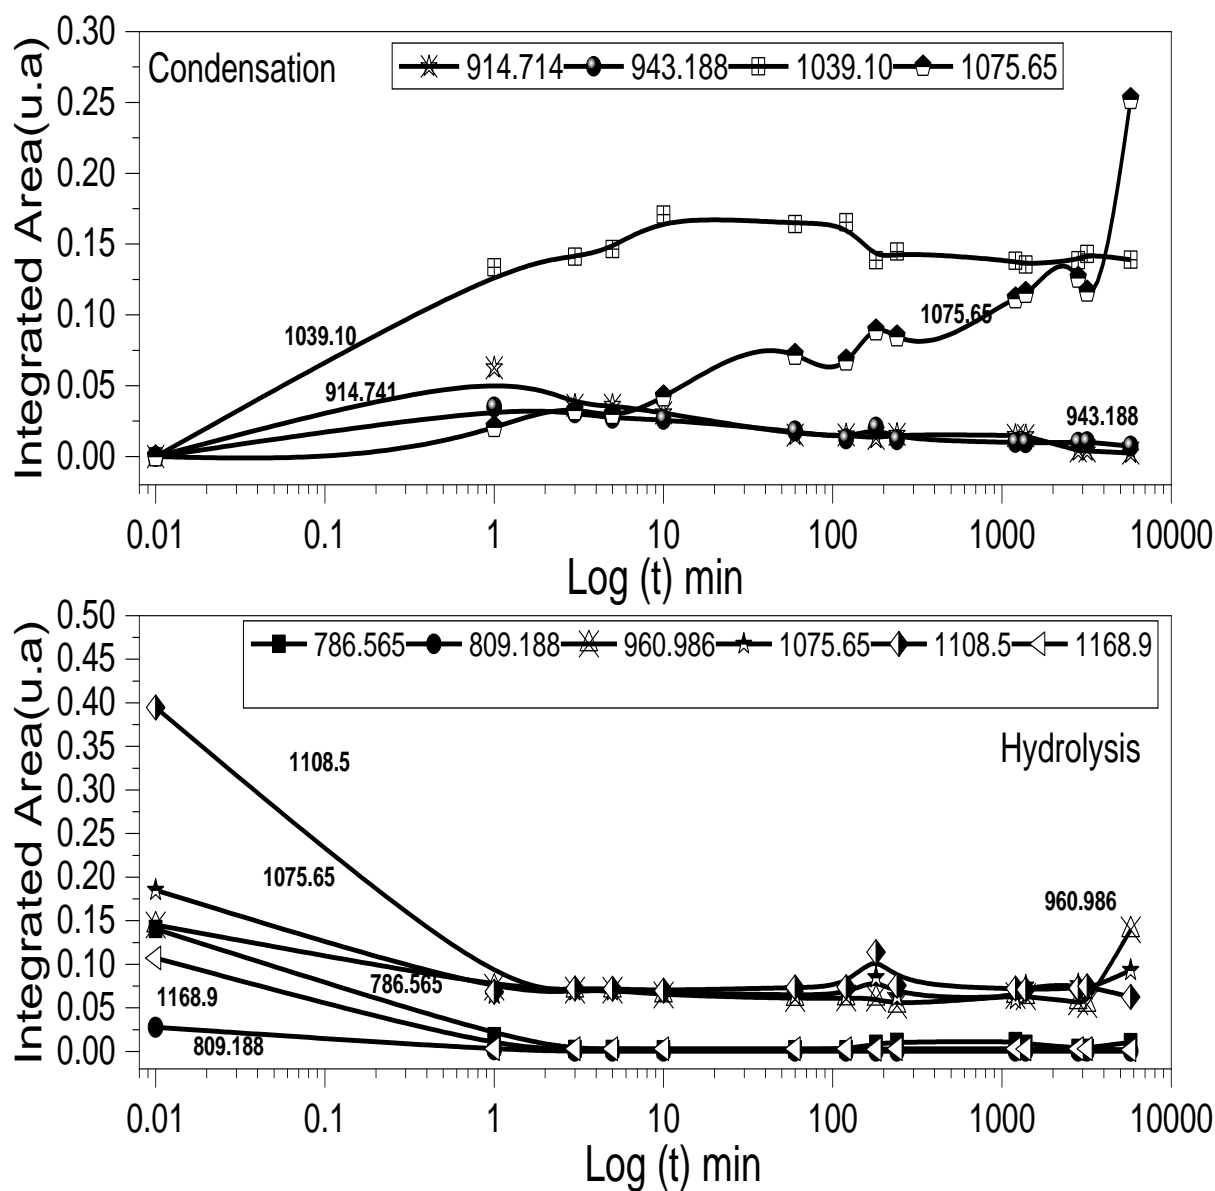 Condensation
914.714 943.188 1039.10 1075.65
Integrated Area(u.a)
0.30
0.25
0.20
0.15
0.10
0.05
0.00
1039.10
914.741
1075.65
943.188
0.01 0.1 1 10 100 1000 10000
Log (t) min
786.565 809.188 960.986 1075.65 1108.5 1168.9
Hydrolysis
Integrated Area(u.a)
0.50
0.45
0.40
0.35
0.30
0.25
0.20
0.15
0.10
0.05
0.00
1108.5
1075.65
960.986
786.565
1168.9
809.188
0.01 0.1 1 10 100 1000 10000
Log (t) min